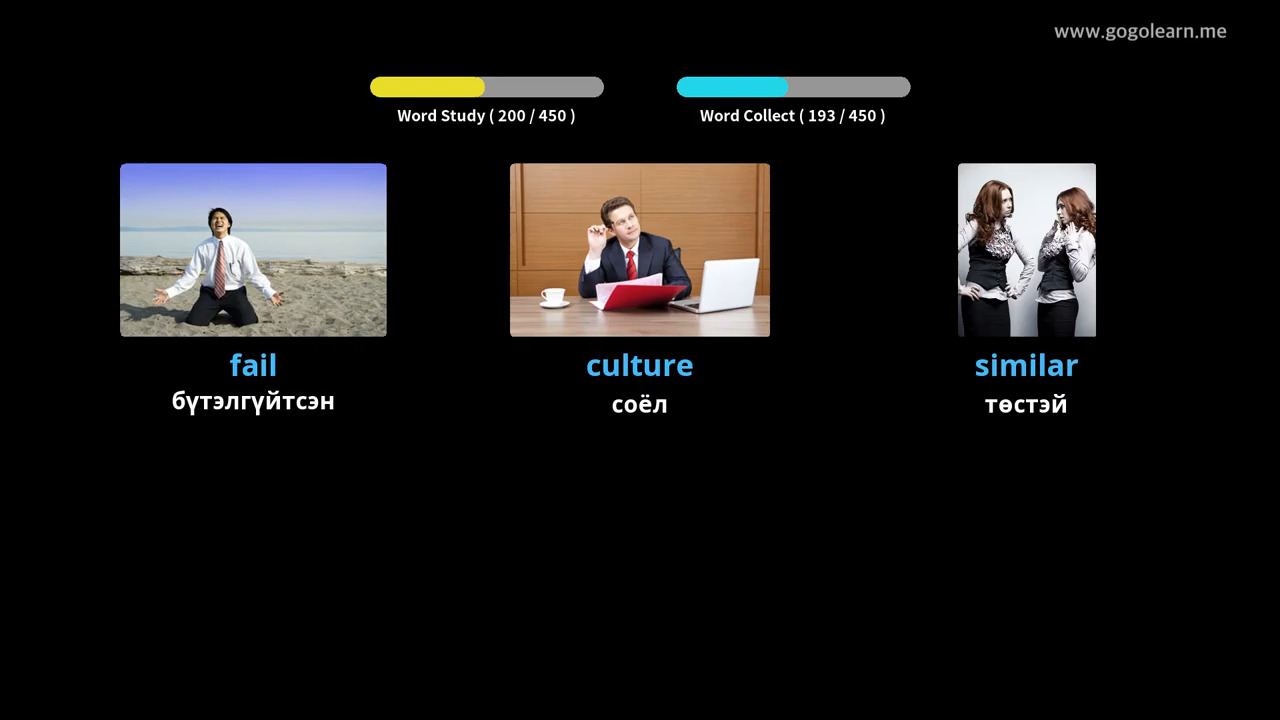 www.gogolearn.me
Word Study ( 200 / 450 )
Word Collect ( 193 / 450 )
fail
бүтэлгүйтсэн
culture
соёл
similar
төстэй